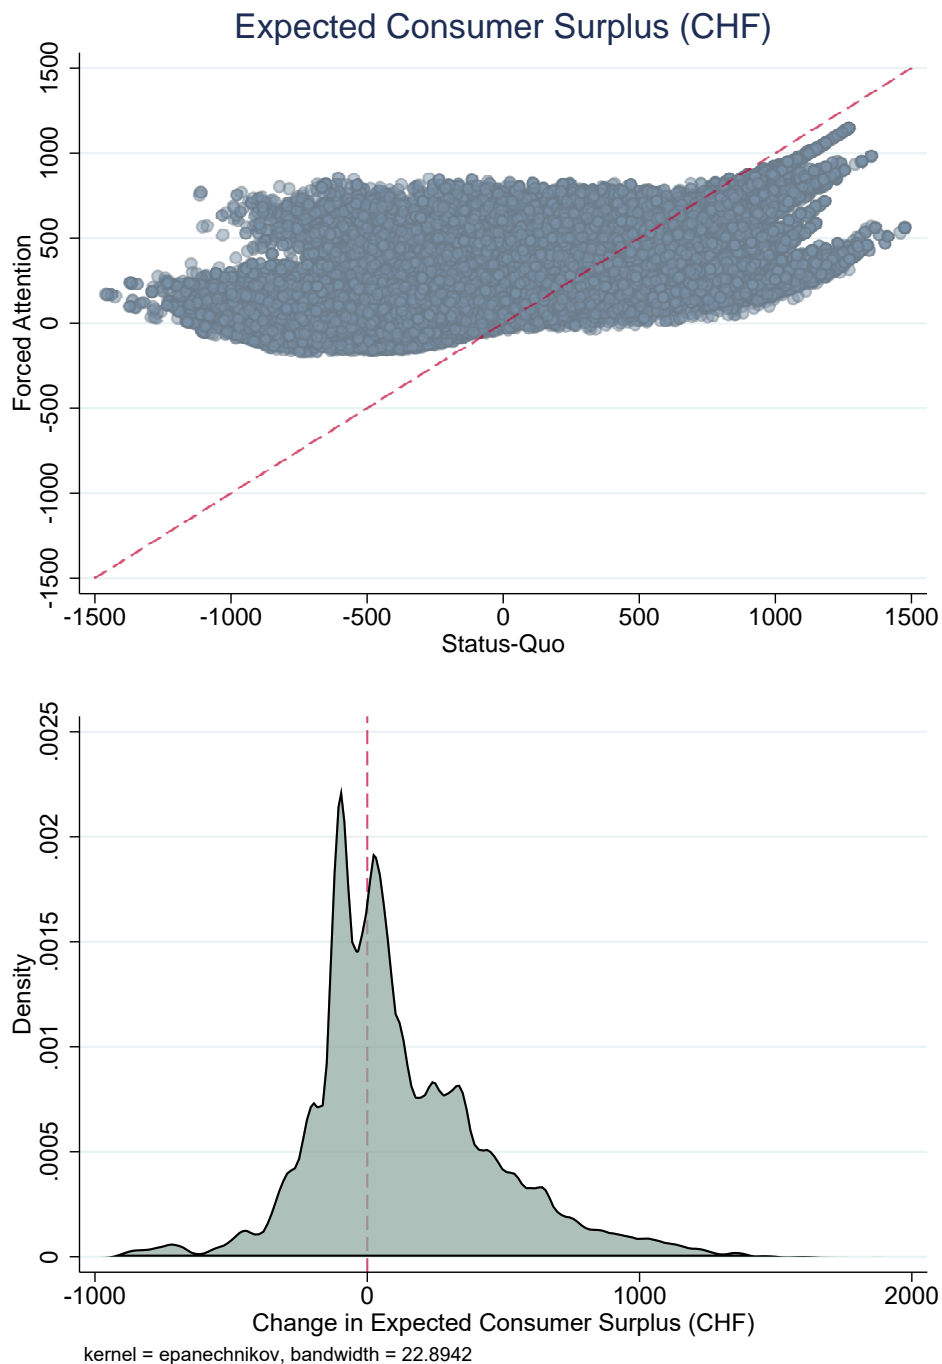 Expected Consumer Surplus (CHF)
Forced Attention
1500
1000
500
0
-500
-1000
-1500
-1500 -1000 -500 0 500 1000 1500
Status-Quo
Density
.0025
.002
.0015
.001
.0005
0
-1000 0 1000 2000
Change in Expected Consumer Surplus (CHF)
kernel = epanechnikov, bandwidth = 22.8942